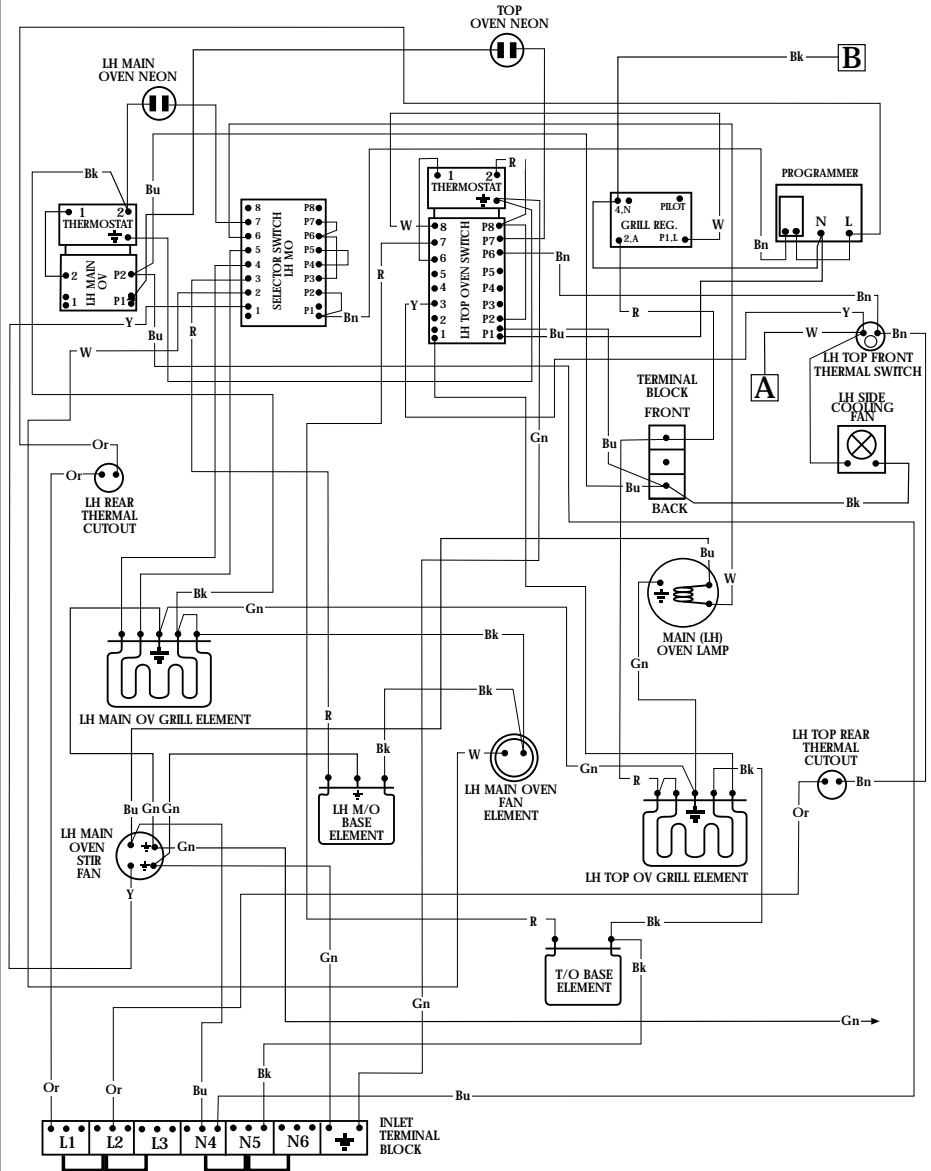 TOP
OVEN NEON
LH MAIN
OVEN NEON
Bk
B
Bk
Bu
1 2
THERMOSTAT
2
1
LH MAIN
OV
P2
P1
8 P8
7 P7
6 P6
5 P5
4 P4
3 P3
2 P2
1 P1
SELECTOR SWITCH
LH MO
Bn
R
1 2
THERMOSTAT
W
8 P8
7 P7
6 P6
5 P5
4 P4
3 P3
2 P2
1 P1
LH TOP OVEN SWITCH
R
Y
Bn
Bu
4,N PILOT
GRILL REG.
2,A P1,L
W
R
PROGRAMMER
N L
Bn
Bn
Y
W
Bn
A
LH TOP FRONT
THERMAL SWITCH
Y
Bu
R
W
TERMINAL
BLOCK
FRONT
BACK
LH SIDE
COOLING
FAN
Bk
Bu
Bu
Gn
Or
Or
LH REAR
THERMAL
CUTOUT
Bu
W
MAIN (LH)
OVEN LAMP
Gn
Bk
Gn
Bk
LH MAIN OV GRILL ELEMENT
R
Bk
W
LH MAIN OVEN
FAN
ELEMENT
LH M/O
BASE
ELEMENT
LH TOP REAR
THERMAL
CUTOUT
Bn
Or
Gn
R
Bk
LH TOP OV GRILL ELEMENT
Bu Gn Gn
LH MAIN
OVEN
STIR
FAN
Gn
Y
R
Bk
T/O BASE
ELEMENT
Bk
Gn
Gn
Gn
Or
Or
Bu
Bk
Bu
L1 L2 L3 N4 N5 N6
INLET
TERMINAL
BLOCK